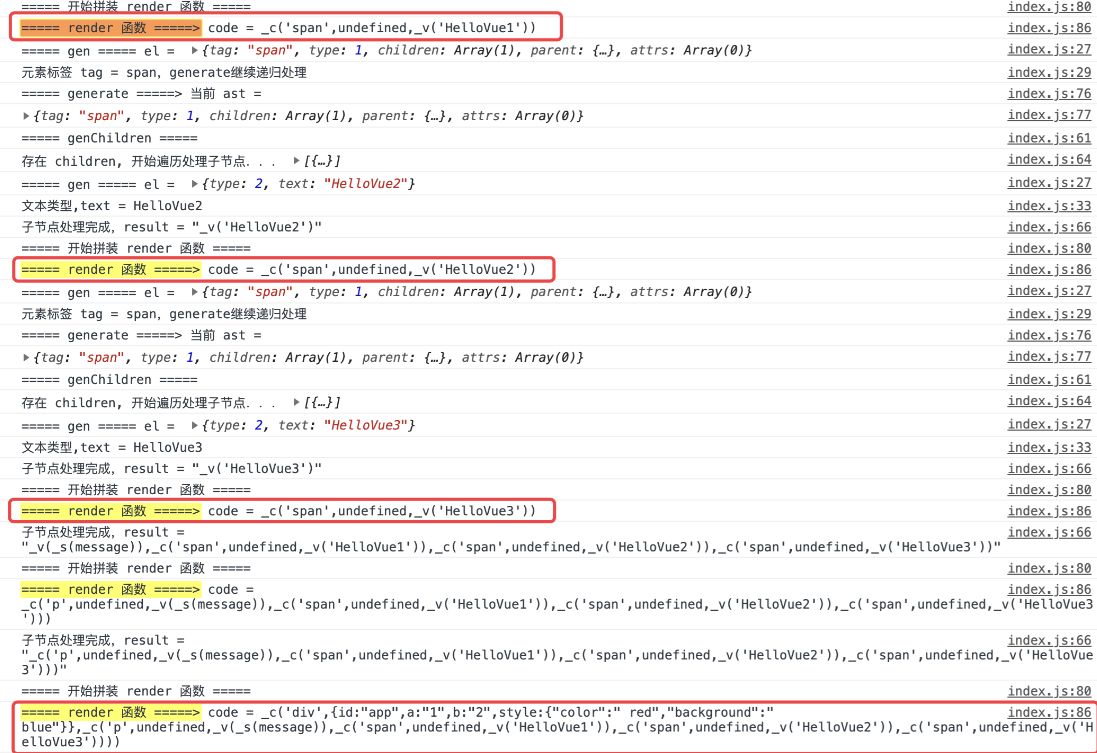 ===== 开始拼装 render 函数 ===== index.js:80
===== render 函数 =====> code = _c('span',undefined,_v('HelloVue1')) index.js:86
===== gen ===== el = ▶{tag: "span", type: 1, children: Array(1), parent: {…}, attrs: Array(0)} index.js:27
元素标签 tag = span，generate继续递归处理 index.js:29
===== generate =====> 当前 ast = index.js:76
▶{tag: "span", type: 1, children: Array(1), parent: {…}, attrs: Array(0)} index.js:77
===== genChildren ===== index.js:61
存在 children, 开始遍历处理子节点．．． ▶[{…}] index.js:64
===== gen ===== el = ▶{type: 2, text: "HelloVue2"} index.js:27
文本类型,text = HelloVue2 index.js:33
子节点处理完成，result = "_v('HelloVue2')" index.js:66
===== 开始拼装 render 函数 ===== index.js:80
===== render 函数 =====> code = _c('span',undefined,_v('HelloVue2')) index.js:86
===== gen ===== el = ▶{tag: "span", type: 1, children: Array(1), parent: {…}, attrs: Array(0)} index.js:27
元素标签 tag = span，generate继续递归处理 index.js:29
===== generate =====> 当前 ast = index.js:76
▶{tag: "span", type: 1, children: Array(1), parent: {…}, attrs: Array(0)} index.js:77
===== genChildren ===== index.js:61
存在 children, 开始遍历处理子节点．．． ▶[{…}] index.js:64
===== gen ===== el = ▶{type: 2, text: "HelloVue3"} index.js:27
文本类型,text = HelloVue3 index.js:33
子节点处理完成，result = "_v('HelloVue3')" index.js:66
===== 开始拼装 render 函数 ===== index.js:80
===== render 函数 =====> code = _c('span',undefined,_v('HelloVue3')) index.js:86
子节点处理完成，result = index.js:66
"_v(_s(message)),_c('span',undefined,_v('HelloVue1')),_c('span',undefined,_v('HelloVue2')),_c('span',undefined,_v('HelloVue3'))"
===== 开始拼装 render 函数 ===== index.js:80
===== render 函数 =====> code = index.js:86
_c('p',undefined,_v(_s(message)),_c('span',undefined,_v('HelloVue1')),_c('span',undefined,_v('HelloVue2')),_c('span',undefined,_v('HelloVue3
')))
子节点处理完成，result = index.js:66
"_c('p',undefined,_v(_s(message)),_c('span',undefined,_v('HelloVue1')),_c('span',undefined,_v('HelloVue2')),_c('span',undefined,_v('HelloVue
3')))"
===== 开始拼装 render 函数 ===== index.js:80
===== render 函数 =====> code = _c('div',{id:"app",a:"1",b:"2",style:{"color":" red","background":" index.js:86
blue"}},_c('p',undefined,_v(_s(message)),_c('span',undefined,_v('HelloVue1')),_c('span',undefined,_v('HelloVue2')),_c('span',undefined,_v('H
elloVue3'))))